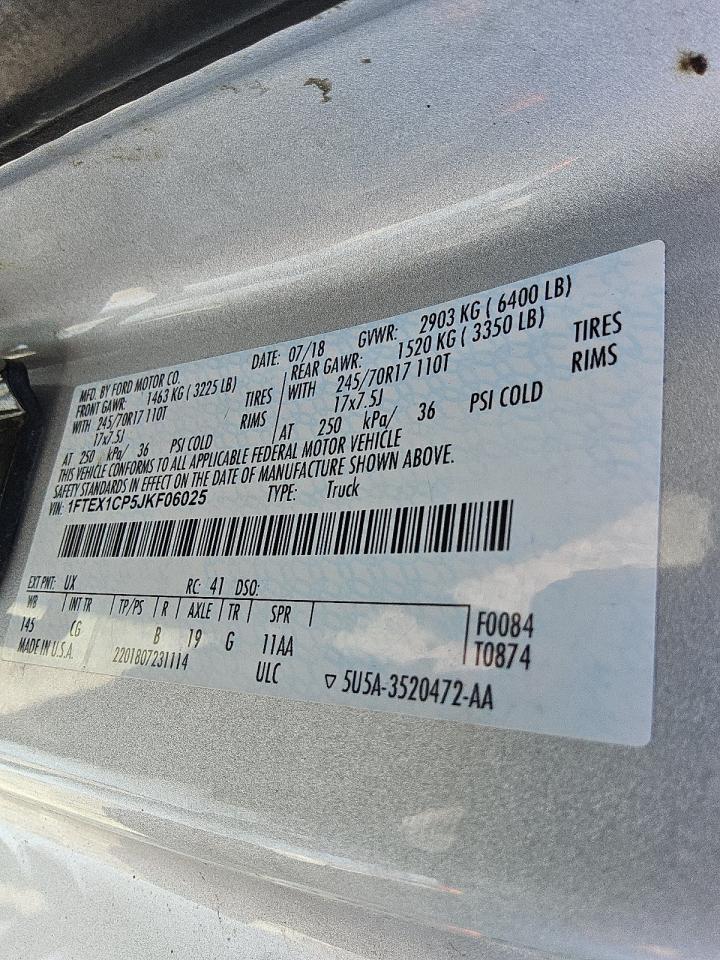 MFD. BY FORD MOTOR CO.
DATE: 07/18 GVWR: 2903 KG ( 6400 LB)
FRONT GAWR: 1463 KG ( 3225 LB) REAR GAWR: 1520 KG ( 3350 LB)
WITH 245/70R17 110T TIRES WITH 245/70R17 110T TIRES
17x7.5J RIMS 17x7.5J RIMS
AT 250 kPa/ 36 PSI COLD AT 250 kPa/ 36 PSI COLD
THIS VEHICLE CONFORMS TO ALL APPLICABLE FEDERAL MOTOR VEHICLE
SAFETY STANDARDS IN EFFECT ON THE DATE OF MANUFACTURE SHOWN ABOVE.
VIN: 1FTEX1CP5JKF06025 TYPE: Truck
EXT PNT: UX RC: 41 DSO:
WB INT TR TP/PS R AXLE TR SPR
145 CG B 19 G 11AA
F0084
T0874
MADE IN U.S.A. 2201807231114 ULC ▽ 5U5A-3520472-AA